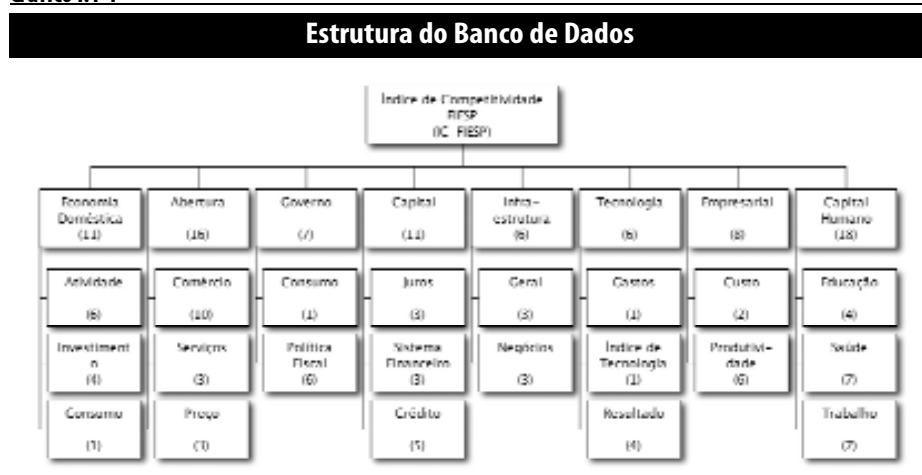 Estrutura do Banco de Dados
Índice de Competitividade
FIESP
(IC FIESP)
Economia
Doméstica
(11)
Abertura
(16)
Governo
(7)
Capital
(11)
Infra-
estrutura
(6)
Tecnologia
(6)
Empresarial
(8)
Capital
Humano
(18)
Atividade
(6)
Comércio
(10)
Consumo
(1)
Juros
(3)
Geral
(3)
Gastos
(1)
Custo
(2)
Educação
(4)
Investiment
o
(4)
Serviços
(3)
Política
Fiscal
(6)
Sistema
Financeiro
(3)
Negócios
(3)
Índice de
Tecnologia
(1)
Produtivi-
dade
(6)
Saúde
(7)
Consumo
(1)
Preço
(3)
Crédito
(5)
Resultado
(4)
Trabalho
(7)